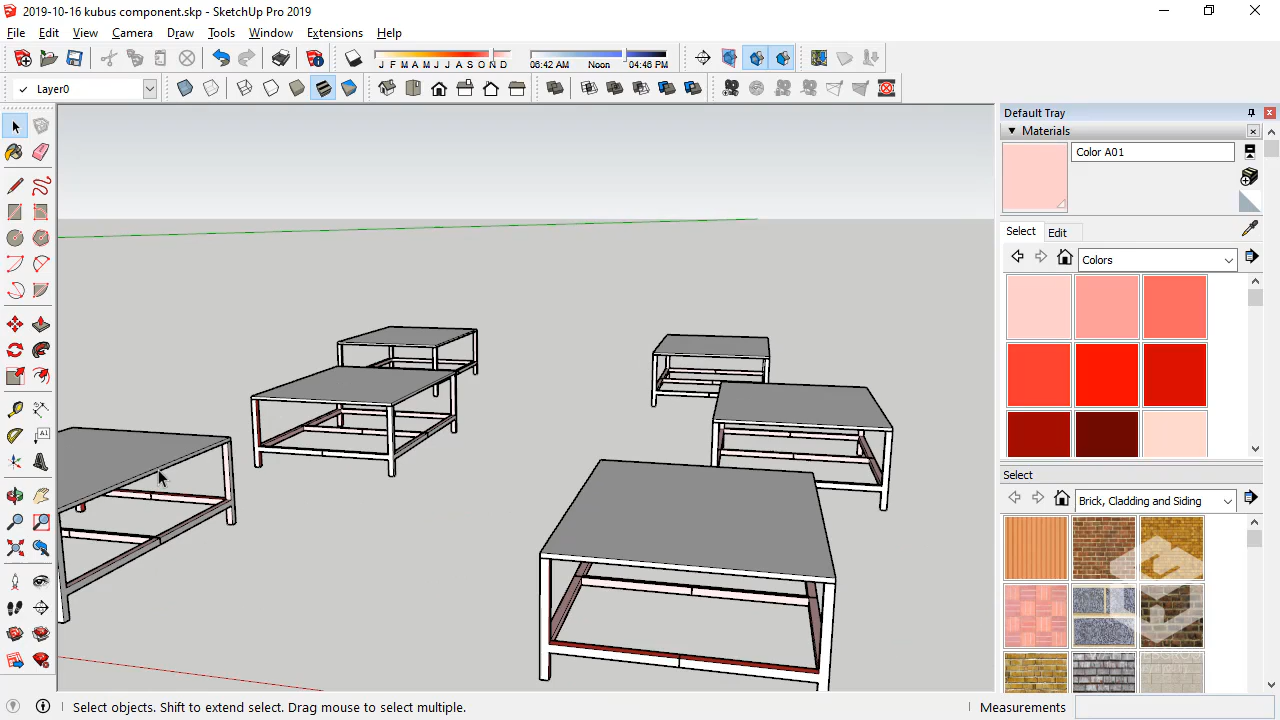 2019-10-16 kubus component.skp - SketchUp Pro 2019
File Edit View Camera Draw Tools Window Extensions Help
J F M A M J J A S O N D
06:42 AM Noon 04:46 PM
Layer0
Default Tray
Materials
Color A01
Select Edit
Colors
A1
Select
Brick, Cladding and Siding
Select objects. Shift to extend select. Drag mouse to select multiple.
Measurements